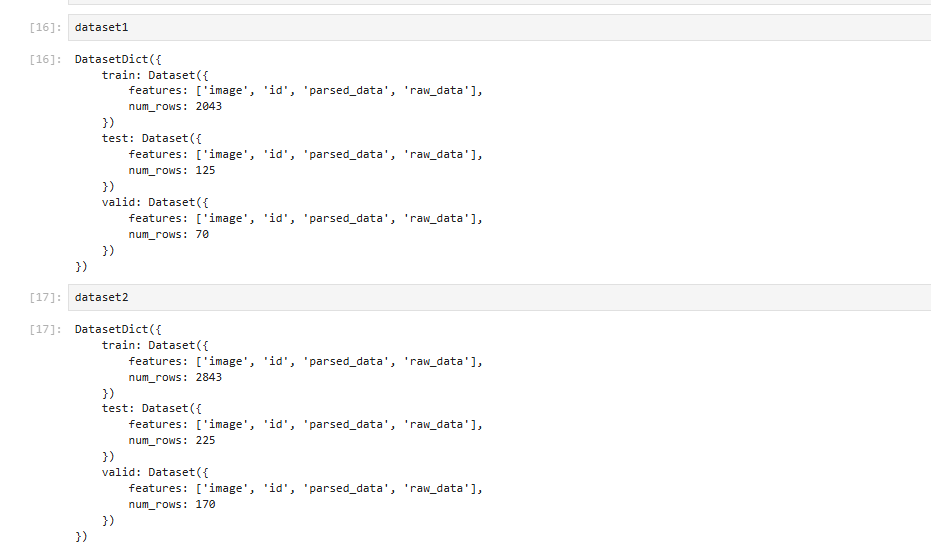 [16]: dataset1
[16]: DatasetDict({
    train: Dataset({
        features: ['image', 'id', 'parsed_data', 'raw_data'],
        num_rows: 2043
    })
    test: Dataset({
        features: ['image', 'id', 'parsed_data', 'raw_data'],
        num_rows: 125
    })
    valid: Dataset({
        features: ['image', 'id', 'parsed_data', 'raw_data'],
        num_rows: 70
    })
})
[17]: dataset2
[17]: DatasetDict({
    train: Dataset({
        features: ['image', 'id', 'parsed_data', 'raw_data'],
        num_rows: 2843
    })
    test: Dataset({
        features: ['image', 'id', 'parsed_data', 'raw_data'],
        num_rows: 225
    })
    valid: Dataset({
        features: ['image', 'id', 'parsed_data', 'raw_data'],
        num_rows: 170
    })
})